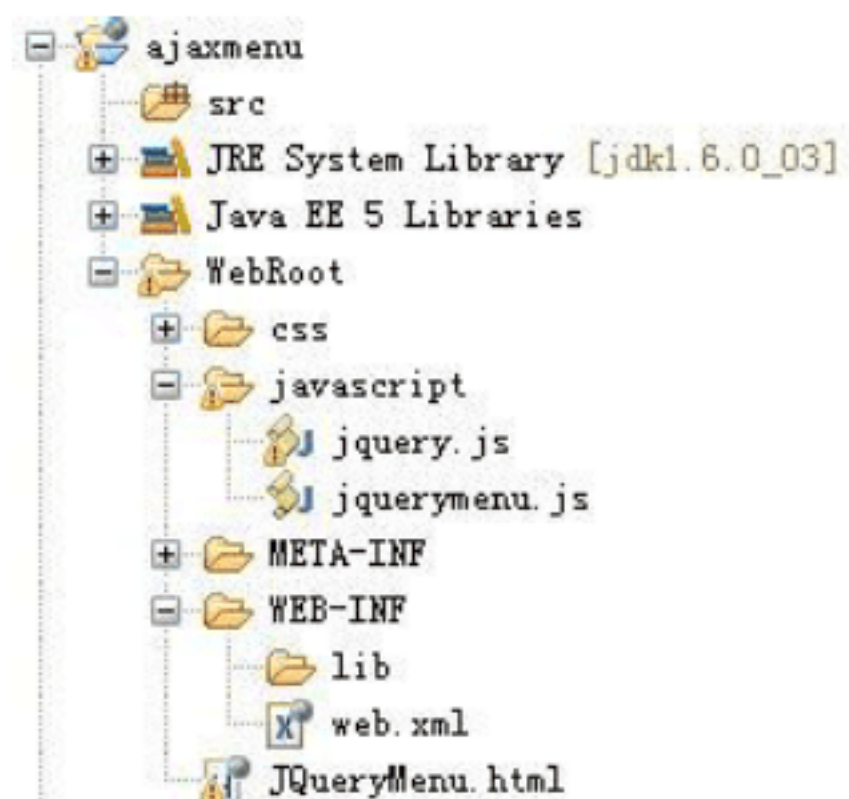 ajaxmenu
src
JRE System Library [jdk1.6.0_03]
Java EE 5 Libraries
WebRoot
css
javascript
jquery.js
jquerymenu.js
META-INF
WEB-INF
lib
web.xml
JQueryMenu.html